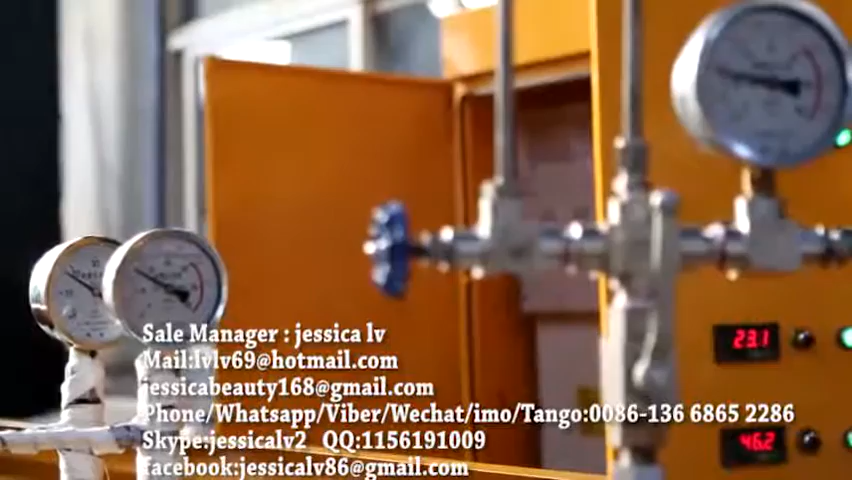 23.1
46.2
Sale Manager : jessica lv
Mail:lvlv69@hotmail.com
jessicabeauty168@gmail.com
Phone/Whatsapp/Viber/Wechat/imo/Tango:0086-136 6865 2286
Skype:jessicalv2 QQ:1156191009
facebook:jessicalv86@gmail.com